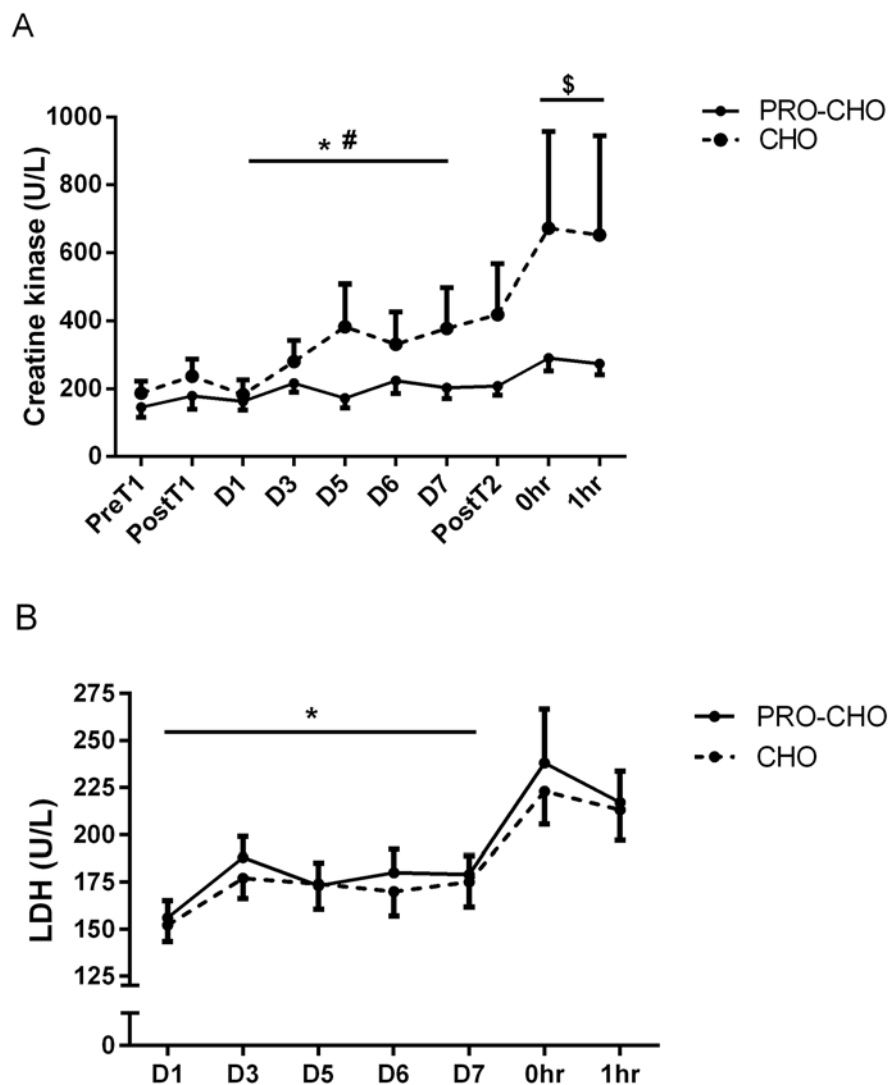 A
$
1000
* #
PRO-CHO
CHO
800
600
400
200
0
Creatine kinase (U/L)
PreT1 PostT1 D1 D3 D5 D6 D7 PostT2 0hr 1hr
B
275
*
PRO-CHO
CHO
250
225
200
175
150
125
0
LDH (U/L)
D1 D3 D5 D6 D7 0hr 1hr